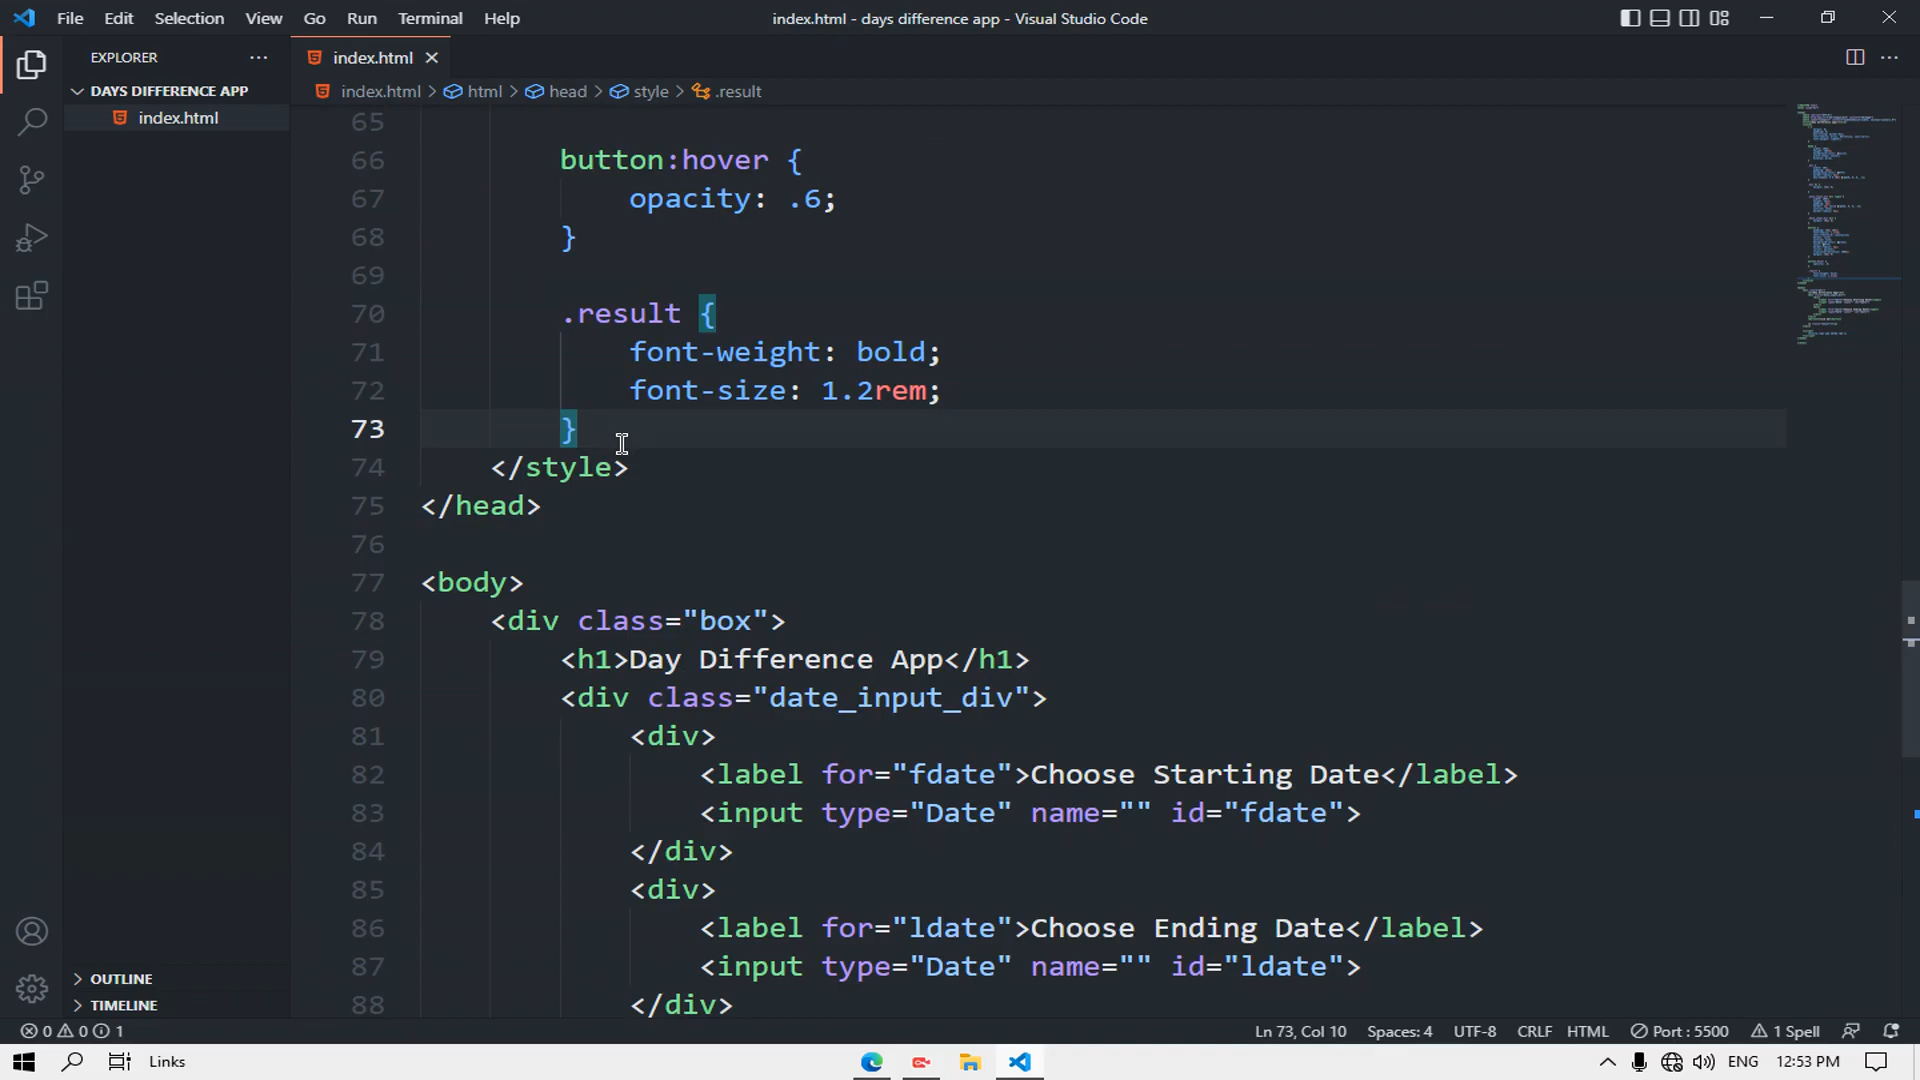 File Edit Selection View Go Run Terminal Help
index.html - days difference app - Visual Studio Code
EXPLORER
index.html
DAYS DIFFERENCE APP
index.html > html > head > style > .result
index.html
65
66 button:hover {
67 opacity: .6;
68 }
69
70 .result {
71 font-weight: bold;
72 font-size: 1.2rem;
73 }
74 </style>
75 </head>
76
77 <body>
78 <div class="box">
79 <h1>Day Difference App</h1>
80 <div class="date_input_div">
81 <div>
82 <label for="fdate">Choose Starting Date</label>
83 <input type="Date" name="" id="fdate">
84 </div>
85 <div>
86 <label for="ldate">Choose Ending Date</label>
87 <input type="Date" name="" id="ldate">
88 </div>
OUTLINE
TIMELINE
0 0 1
Ln 73, Col 10 Spaces: 4 UTF-8 CRLF HTML Port : 5500 1 Spell
Links
ENG 12:53 PM